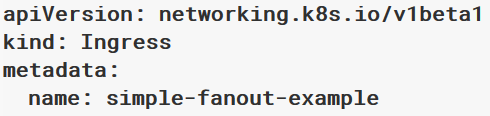 apiVersion: networking.k8s.io/v1beta1
kind: Ingress
metadata:
  name: simple-fanout-example